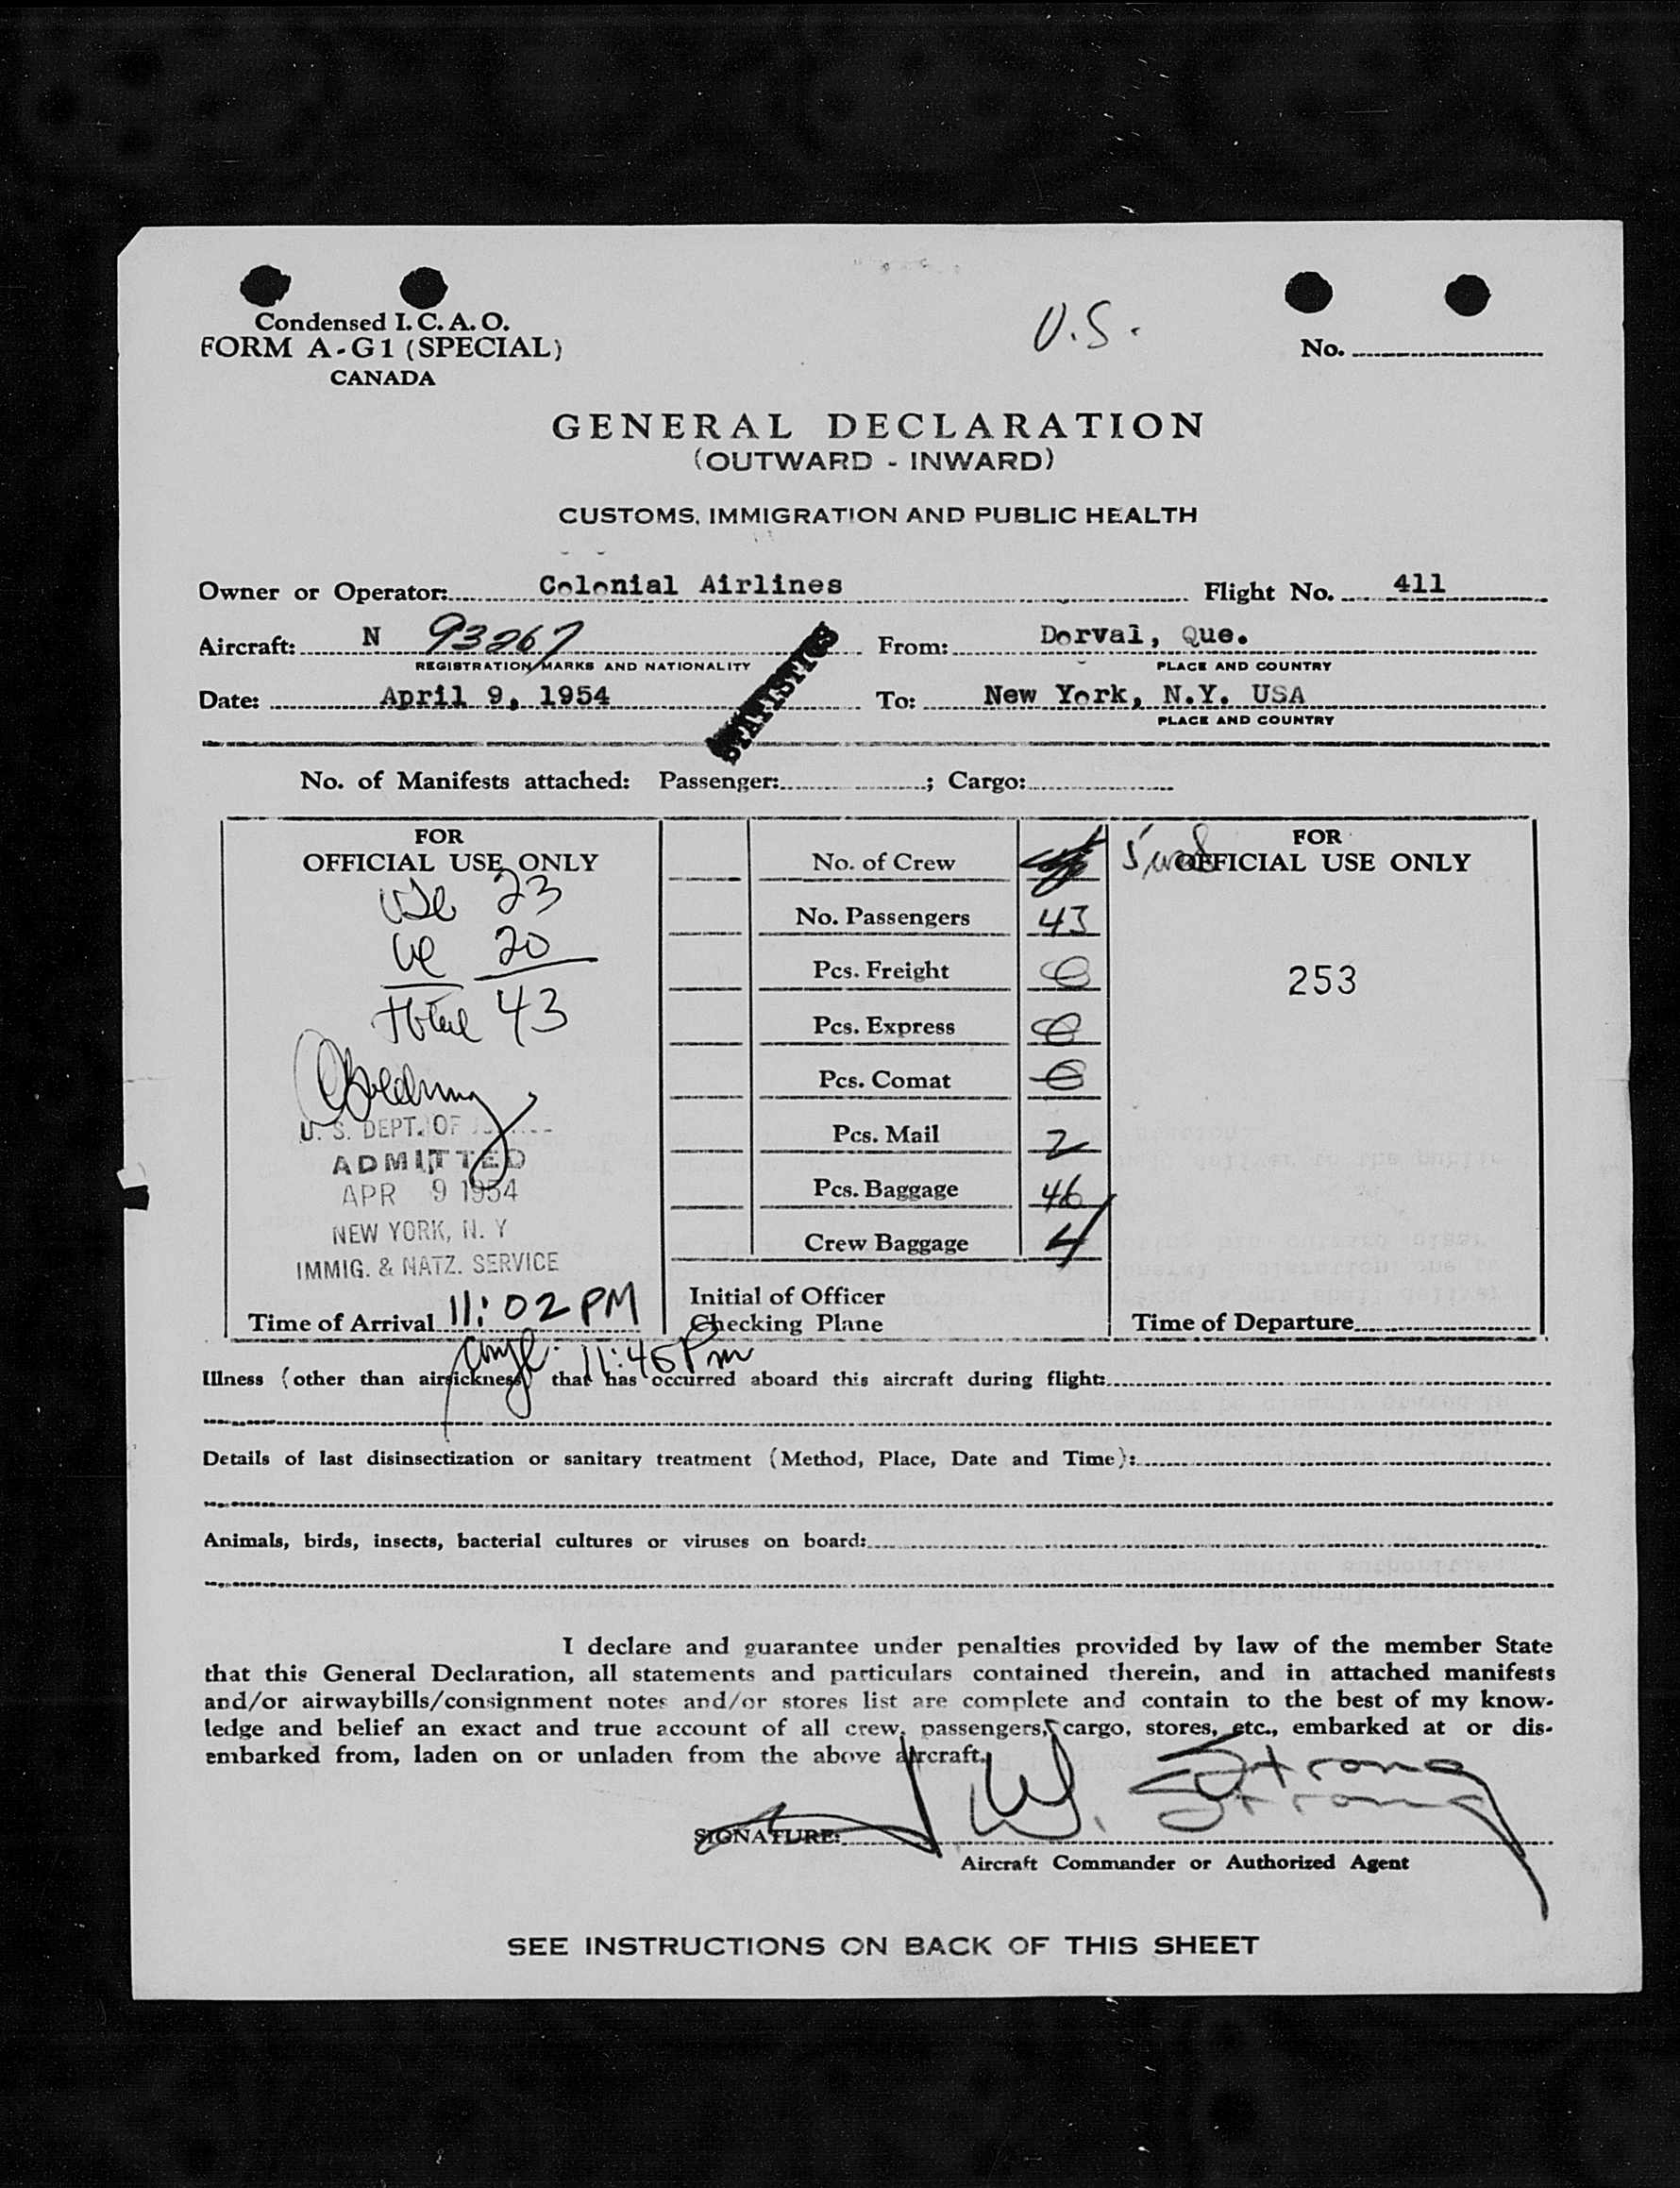 Condensed I. C. A. O.
FORM A-G1 (SPECIAL)
CANADA
U.S.
No.
GENERAL DECLARATION
(OUTWARD - INWARD)
CUSTOMS, IMMIGRATION AND PUBLIC HEALTH
Owner or Operator: Colonial Airlines Flight No. 411
Aircraft: N 93267 From: Dorval, Que.
REGISTRATION MARKS AND NATIONALITY PLACE AND COUNTRY
Date: April 9, 1954 To: New York, N.Y. USA
PLACE AND COUNTRY
STATISTICS
No. of Manifests attached: Passenger: ; Cargo:
FOR
OFFICIAL USE ONLY
23
20
Total 43
U. S. DEPT. OF
ADMITTED
APR 9 1954
NEW YORK, N. Y
IMMIG. & NATZ. SERVICE
Time of Arrival 11:02 PM
11:45 Pm
No. of Crew
No. Passengers 43
Pcs. Freight 0
Pcs. Express 0
Pcs. Comat 0
Pcs. Mail 2
Pcs. Baggage 46
Crew Baggage 4
Initial of Officer
Checking Plane
FOR
5 OFFICIAL USE ONLY
253
Time of Departure
Illness (other than airsickness) that has occurred aboard this aircraft during flight:
Details of last disinsectization or sanitary treatment (Method, Place, Date and Time):
Animals, birds, insects, bacterial cultures or viruses on board:
I declare and guarantee under penalties provided by law of the member State
that this General Declaration, all statements and particulars contained therein, and in attached manifests
and/or airwaybills/consignment notes and/or stores list are complete and contain to the best of my know-
ledge and belief an exact and true account of all crew, passengers, cargo, stores, etc., embarked at or dis-
embarked from, laden on or unladen from the above aircraft.
SIGNATURE: J W. Strong
Strong
Aircraft Commander or Authorized Agent
SEE INSTRUCTIONS ON BACK OF THIS SHEET